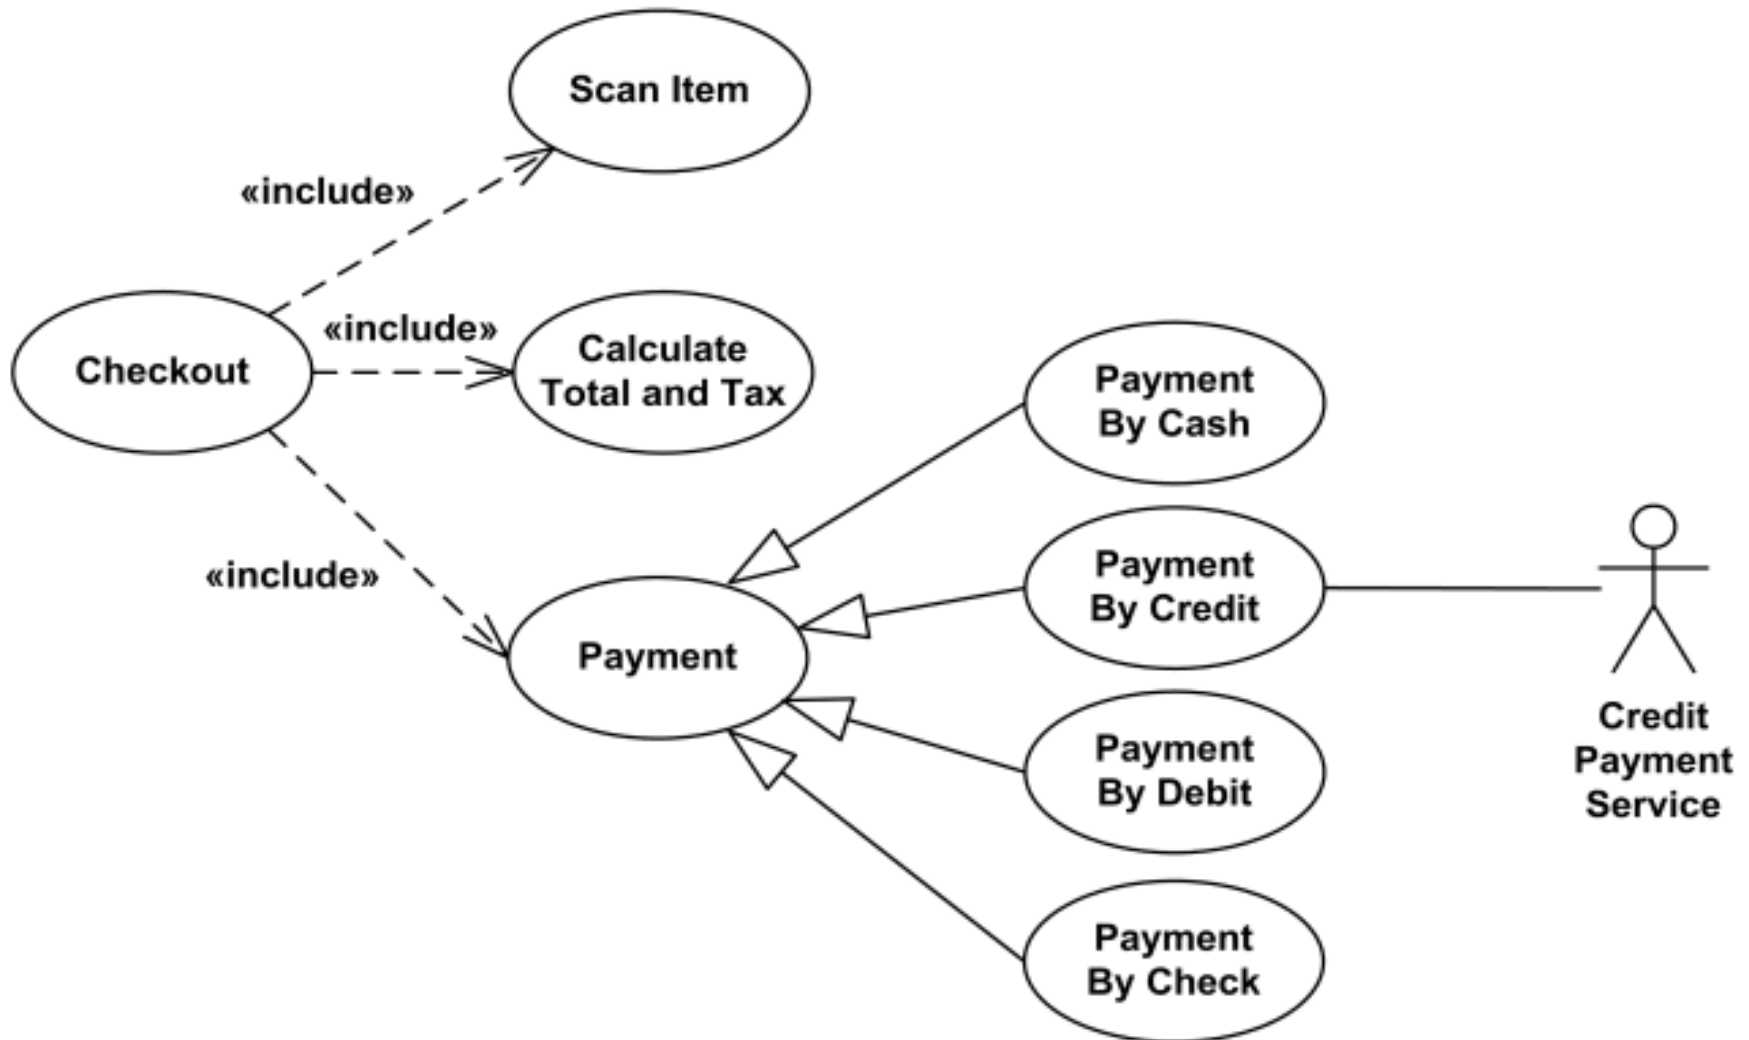 Scan Item
«include»
«include»
Checkout
Calculate
Total and Tax
Payment
By Cash
«include»
Payment
By Credit
Payment
Payment
By Debit
Credit
Payment
Service
Payment
By Check